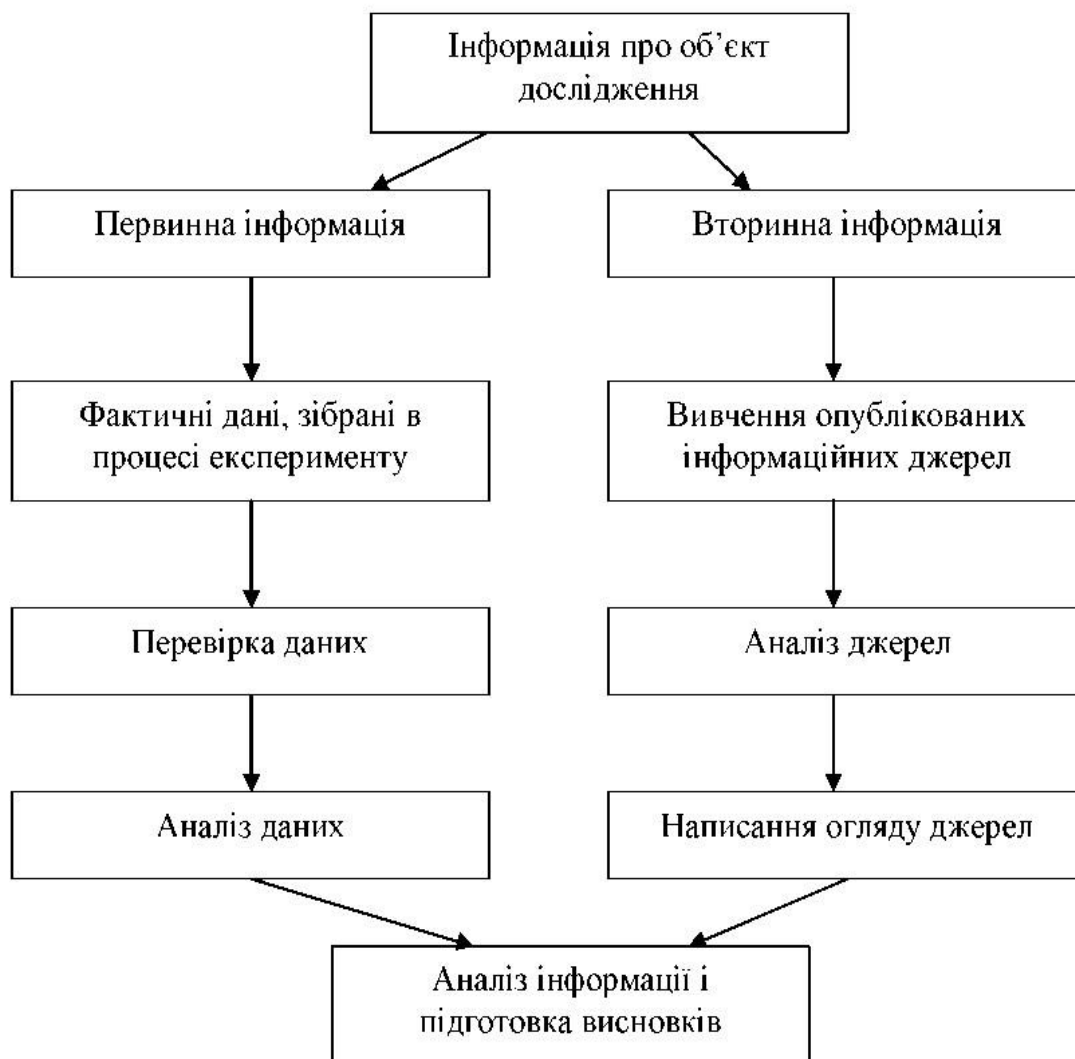 Інформація про об’єкт
дослідження
Первинна інформація
Вторинна інформація
Фактичні дані, зібрані в
процесі експерименту
Вивчення опублікованих
інформаційних джерел
Перевірка даних
Аналіз джерел
Аналіз даних
Написання огляду джерел
Аналіз інформації і
підготовка висновків